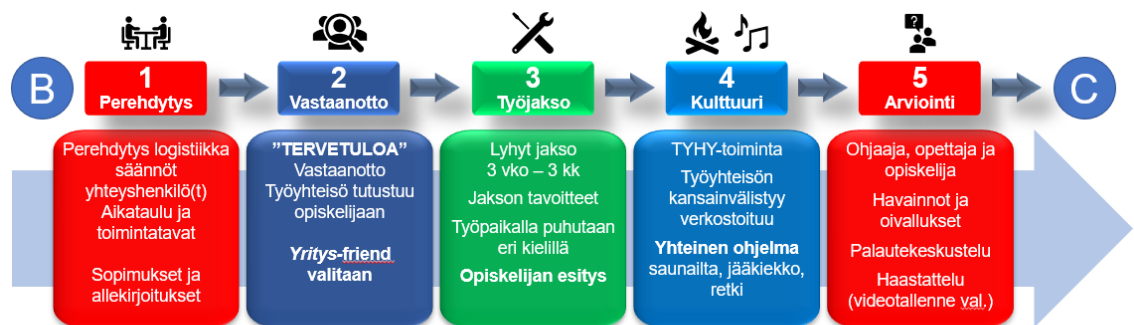 ?
B
1
Perehdytys
2
Vastaanotto
3
Työjakso
4
Kulttuuri
5
Arviointi
C
Perehdytys logistiikka
säännöt
yhteyshenkilö(t)
Aikataulu ja
toimintatavat
Sopimukset ja
allekirjoitukset
”TERVETULOA”
Vastaanotto
Työyhteisö tutustuu
opiskelijaan
Yritys-friend
valitaan
Lyhyt jakso
3 vko – 3 kk
Jakson tavoitteet
Työpaikalla puhutaan
eri kielillä
Opiskelijan esitys
TYHY-toiminta
Työyhteisön
kansainvälistyy
verkostoituu
Yhteinen ohjelma
saunailta, jääkiekko,
retki
Ohjaaja, opettaja ja
opiskelija
Havainnot ja
oivallukset
Palautekeskustelu
Haastattelu
(videotallenne val.)